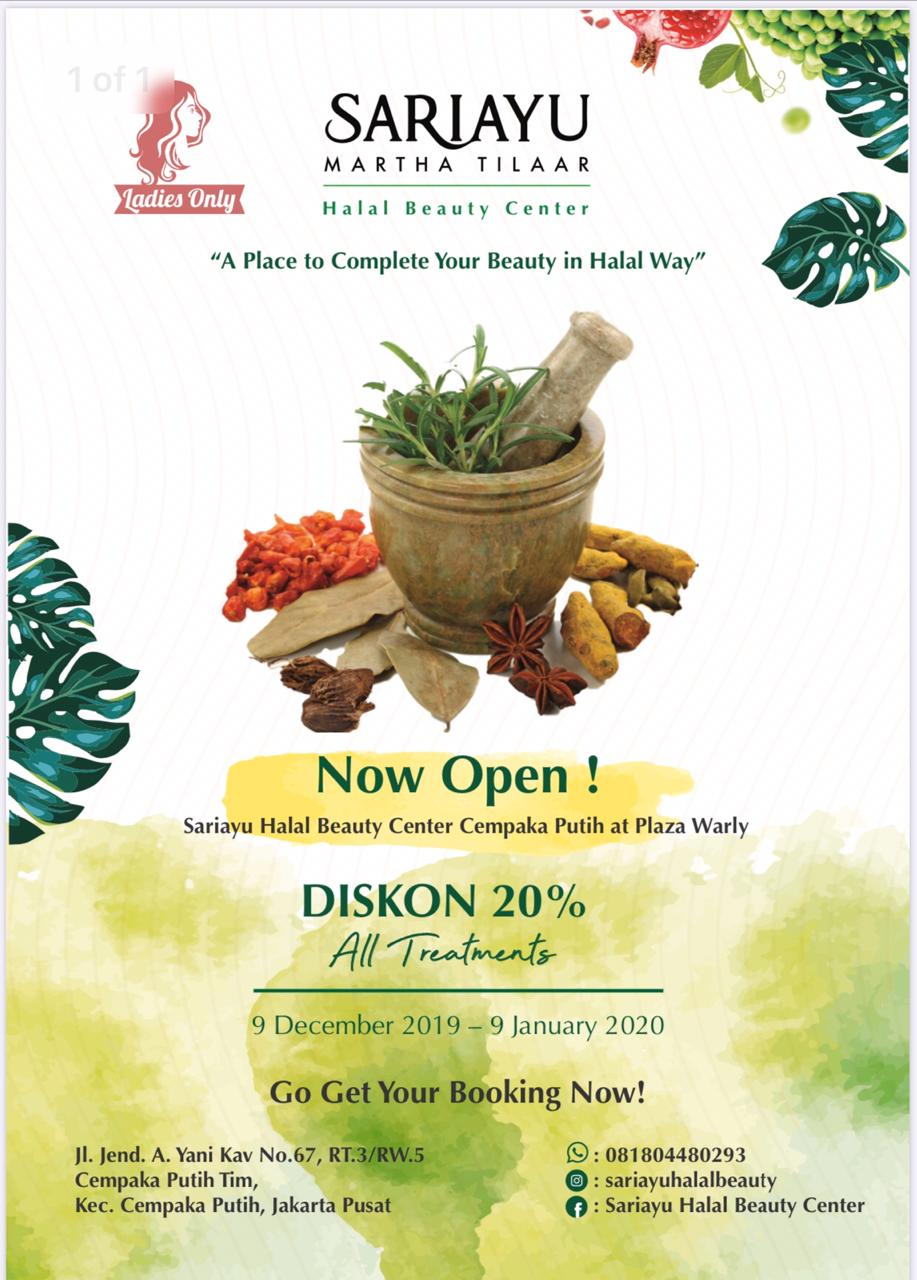 1 of 1
Ladies Only
SARIAYU
MARTHA TILAAR
Halal Beauty Center
“A Place to Complete Your Beauty in Halal Way”
Now Open !
Sariayu Halal Beauty Center Cempaka Putih at Plaza Warly
DISKON 20%
All Treatments
9 December 2019 – 9 January 2020
Go Get Your Booking Now!
Jl. Jend. A. Yani Kav No.67, RT.3/RW.5
Cempaka Putih Tim,
Kec. Cempaka Putih, Jakarta Pusat
: 081804480293
: sariayuhalalbeauty
: Sariayu Halal Beauty Center